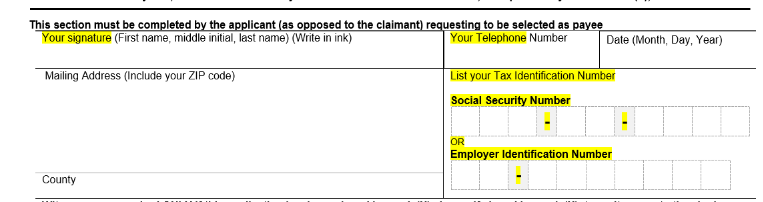 This section must be completed by the applicant (as opposed to the claimant) requesting to be selected as payee
Your signature (First name, middle initial, last name) (Write in ink)
Your Telephone Number
Date (Month, Day, Year)
Mailing Address (Include your ZIP code)
List your Tax Identification Number
Social Security Number
- -
OR
Employer Identification Number
-
County